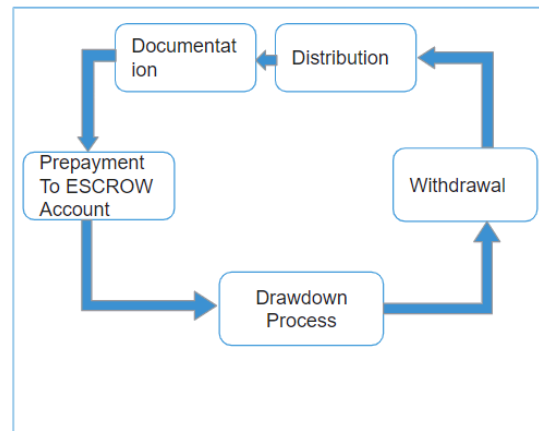 Documentat
ion
Distribution
Prepayment
To ESCROW
Account
Withdrawal
Drawdown
Process